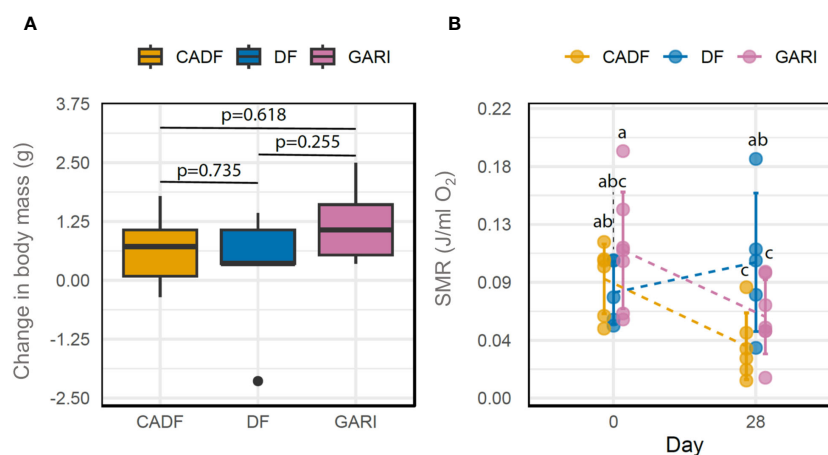 A
CADF DF GARI
Change in body mass (g)
3.75
2.50
1.25
0.00
-1.25
-2.50
p=0.618
p=0.255
p=0.735
CADF DF GARI
B
CADF DF GARI
SMR (J/ml O₂)
0.22
0.18
0.13
0.09
0.04
0.00
a
abc
ab
ab
c
c
0 28
Day